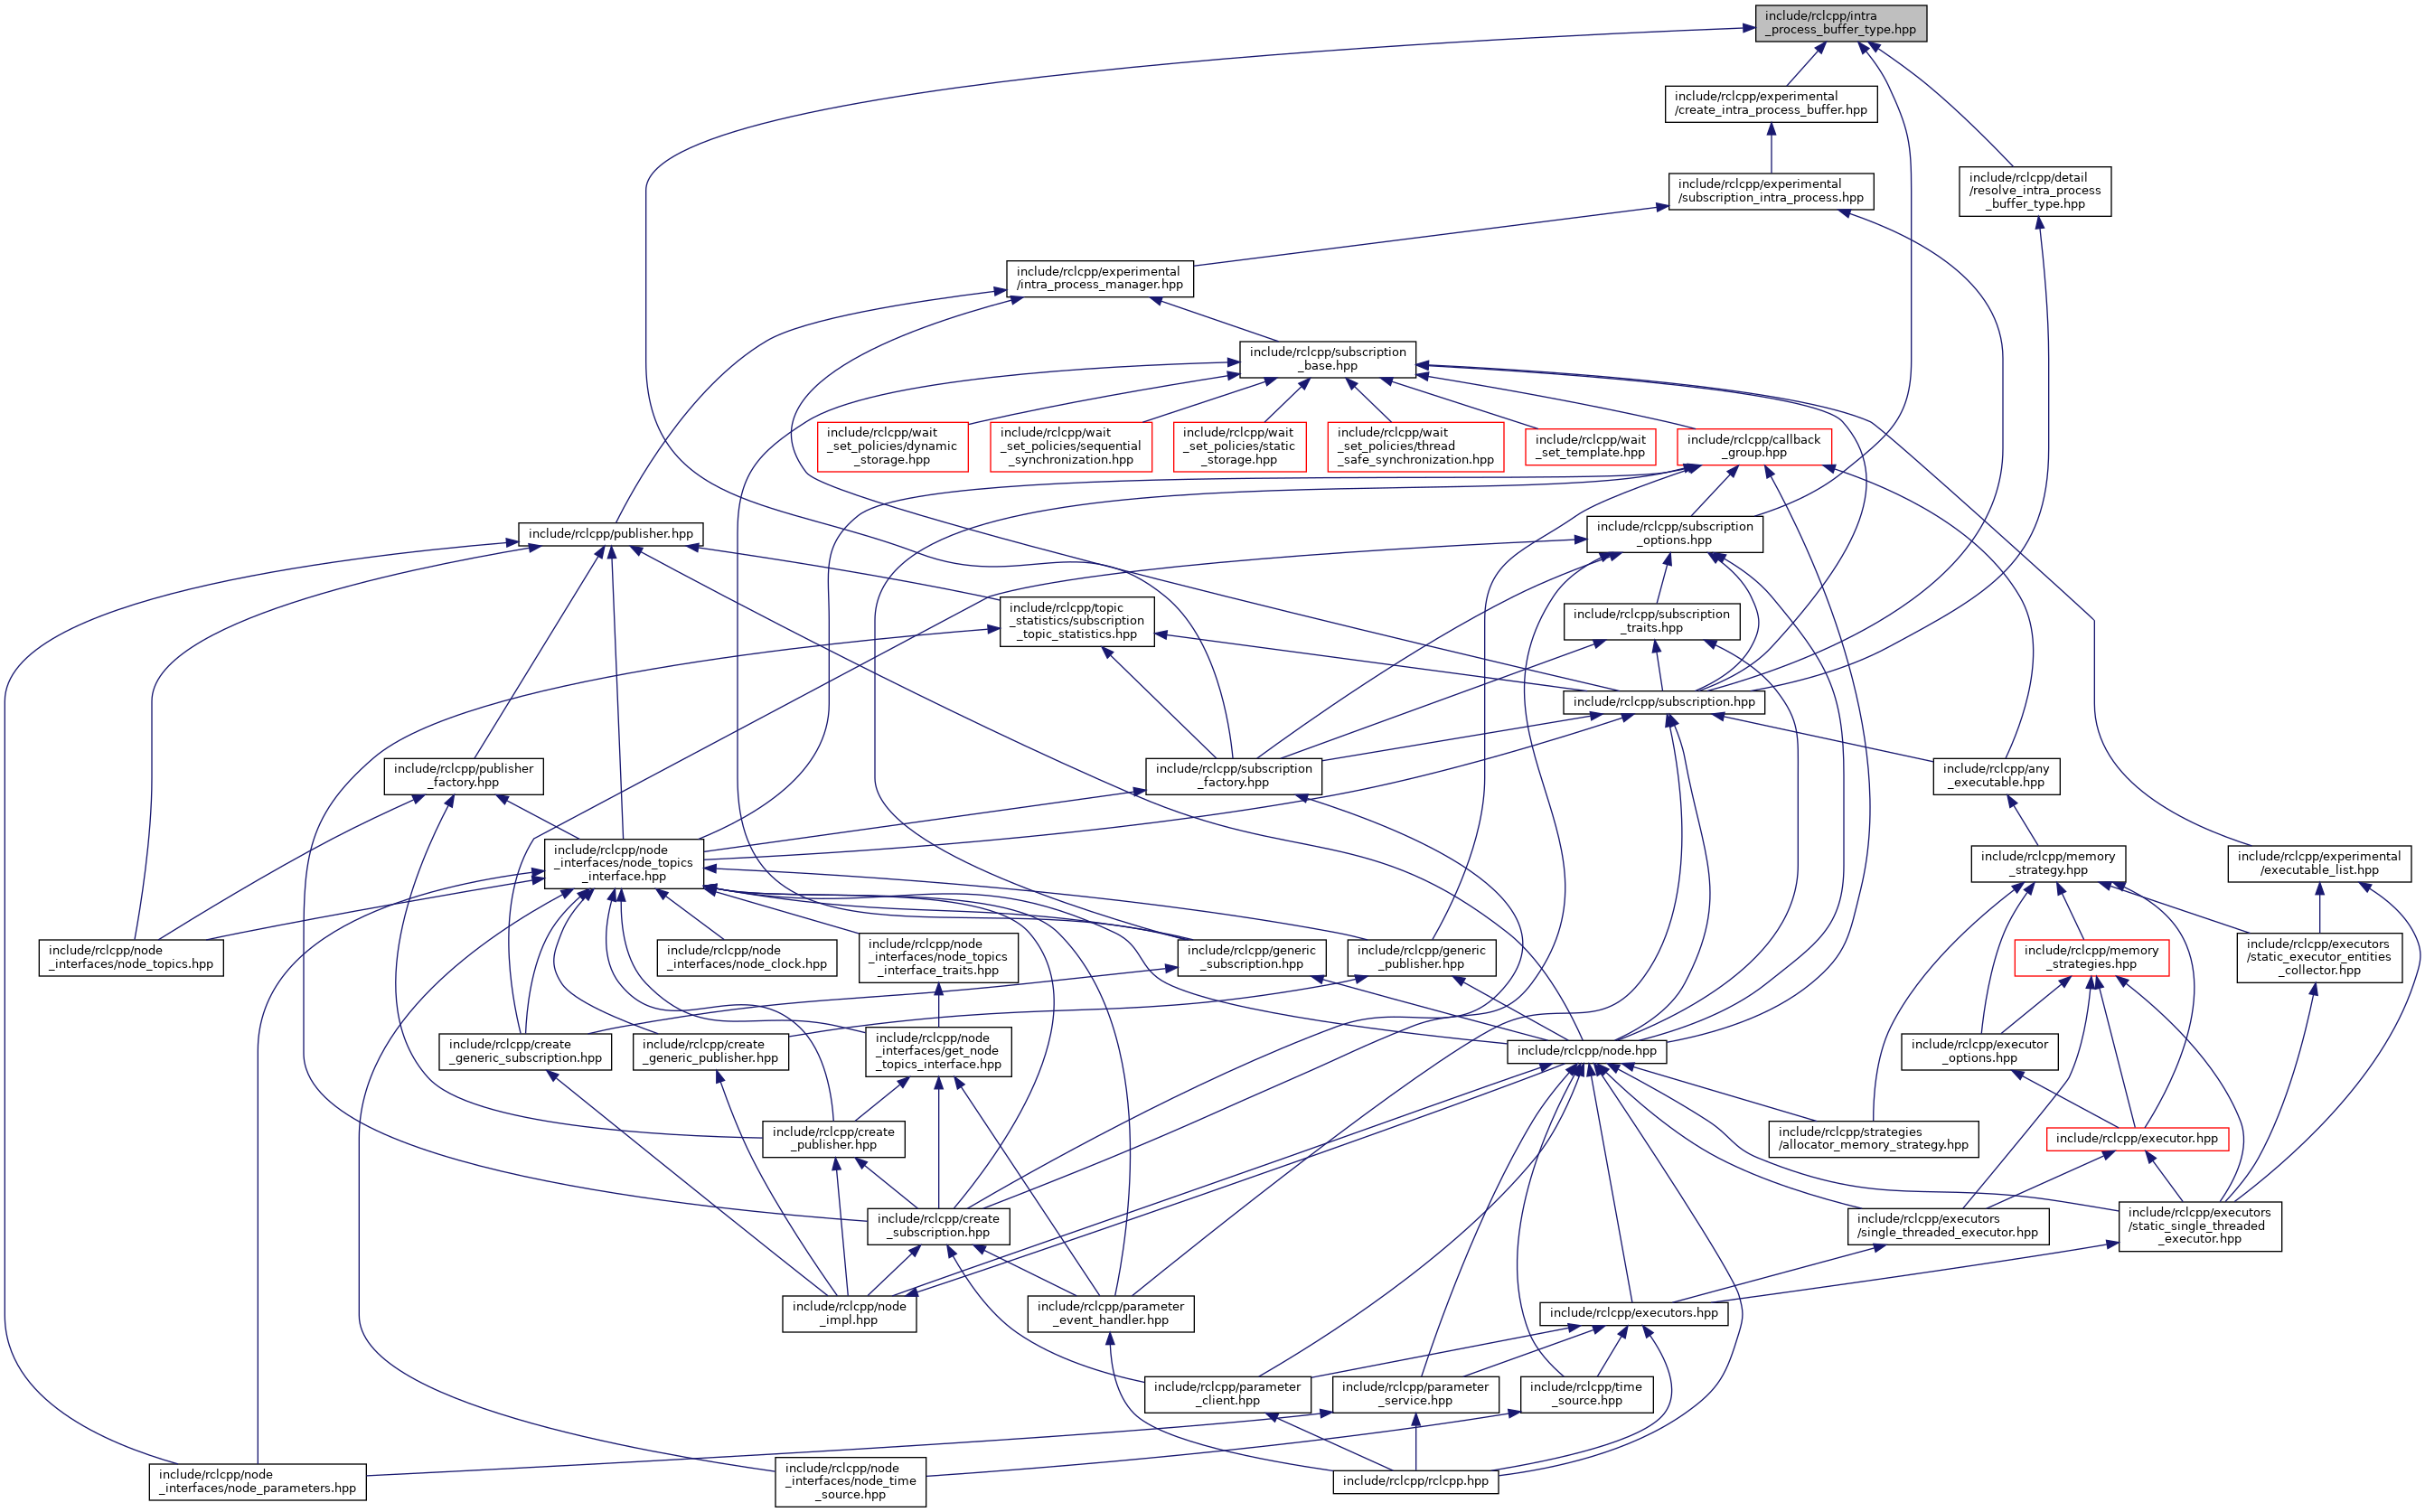 include/rclcpp/intra
_process_buffer_type.hpp
include/rclcpp/experimental
/create_intra_process_buffer.hpp
include/rclcpp/experimental
/subscription_intra_process.hpp
include/rclcpp/detail
/resolve_intra_process
_buffer_type.hpp
include/rclcpp/experimental
/intra_process_manager.hpp
include/rclcpp/subscription
_base.hpp
include/rclcpp/wait
_set_policies/dynamic
_storage.hpp
include/rclcpp/wait
_set_policies/sequential
_synchronization.hpp
include/rclcpp/wait
_set_policies/static
_storage.hpp
include/rclcpp/wait
_set_policies/thread
_safe_synchronization.hpp
include/rclcpp/wait
_set_template.hpp
include/rclcpp/callback
_group.hpp
include/rclcpp/publisher.hpp
include/rclcpp/subscription
_options.hpp
include/rclcpp/topic
_statistics/subscription
_topic_statistics.hpp
include/rclcpp/subscription
_traits.hpp
include/rclcpp/subscription.hpp
include/rclcpp/publisher
_factory.hpp
include/rclcpp/subscription
_factory.hpp
include/rclcpp/any
_executable.hpp
include/rclcpp/node
_interfaces/node_topics
_interface.hpp
include/rclcpp/memory
_strategy.hpp
include/rclcpp/experimental
/executable_list.hpp
include/rclcpp/node
_interfaces/node_topics.hpp
include/rclcpp/node
_interfaces/node_clock.hpp
include/rclcpp/node
_interfaces/node_topics
_interface_traits.hpp
include/rclcpp/generic
_subscription.hpp
include/rclcpp/generic
_publisher.hpp
include/rclcpp/memory
_strategies.hpp
include/rclcpp/executors
/static_executor_entities
_collector.hpp
include/rclcpp/create
_generic_subscription.hpp
include/rclcpp/create
_generic_publisher.hpp
include/rclcpp/node
_interfaces/get_node
_topics_interface.hpp
include/rclcpp/node.hpp
include/rclcpp/executor
_options.hpp
include/rclcpp/create
_publisher.hpp
include/rclcpp/strategies
/allocator_memory_strategy.hpp
include/rclcpp/executor.hpp
include/rclcpp/create
_subscription.hpp
include/rclcpp/executors
/single_threaded_executor.hpp
include/rclcpp/executors
/static_single_threaded
_executor.hpp
include/rclcpp/node
_impl.hpp
include/rclcpp/parameter
_event_handler.hpp
include/rclcpp/executors.hpp
include/rclcpp/parameter
_client.hpp
include/rclcpp/parameter
_service.hpp
include/rclcpp/time
_source.hpp
include/rclcpp/node
_interfaces/node_parameters.hpp
include/rclcpp/node
_interfaces/node_time
_source.hpp
include/rclcpp/rclcpp.hpp